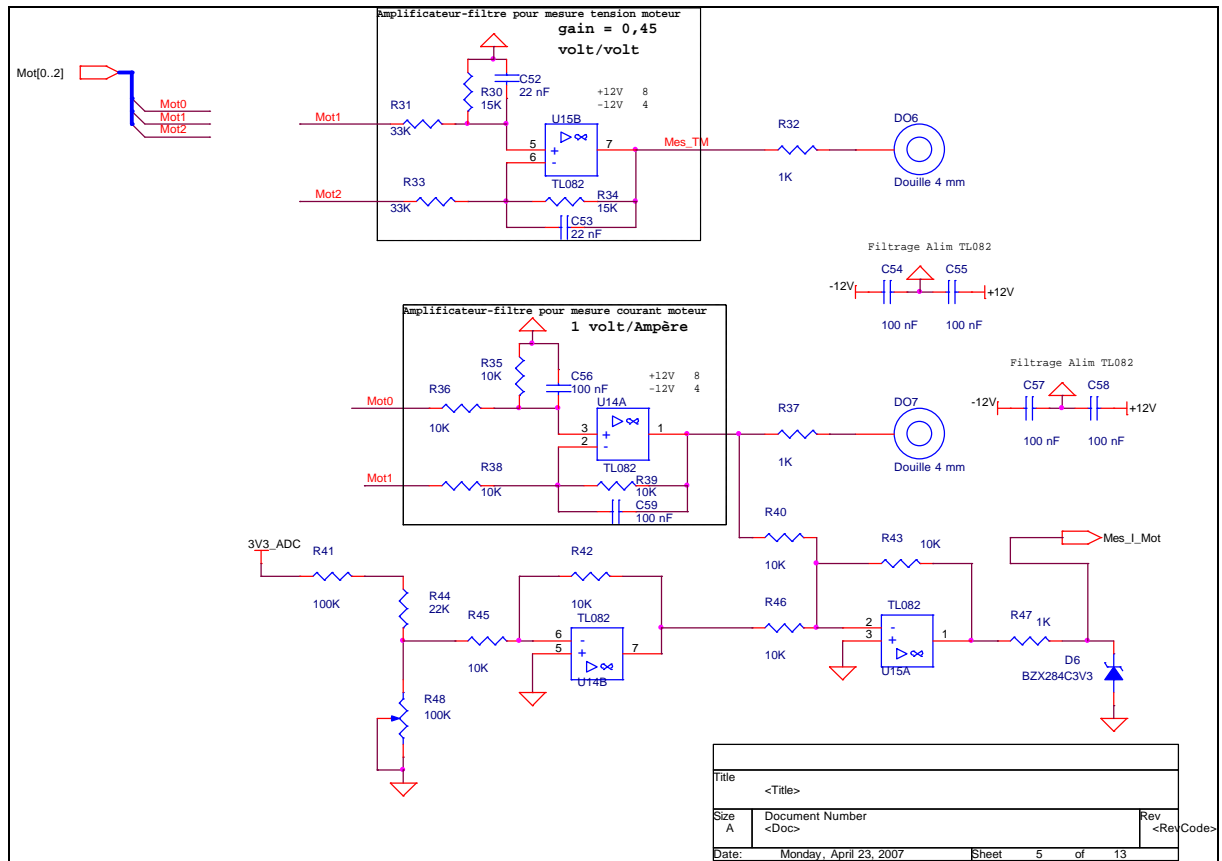 Amplificateur-filtre pour mesure tension moteur
gain = 0,45
volt/volt
Mot[0..2]
Mot0
Mot1
Mot2
C52
22 nF
R30
15K
+12V 8
-12V 4
R31
33K
Mot1
U15B
5
6
+
-
7
TL082
Mes_TM
R32
1K
DO6
Douille 4 mm
Mot2
R33
33K
R34
15K
C53
22 nF
Filtrage Alim TL082
C54
C55
-12V
+12V
100 nF
100 nF
Amplificateur-filtre pour mesure courant moteur
1 volt/Ampère
R35
10K
C56
100 nF
+12V 8
-12V 4
R36
10K
Mot0
U14A
3
2
+
-
1
TL082
R37
1K
DO7
Douille 4 mm
Filtrage Alim TL082
C57
C58
-12V
+12V
100 nF
100 nF
Mot1
R38
10K
R39
10K
C59
100 nF
R40
10K
R43
10K
Mes_I_Mot
3V3_ADC
R41
100K
R42
10K
R44
22K
R45
10K
TL082
6
5
-
+
7
U14B
R46
10K
TL082
2
3
-
+
1
U15A
R47
1K
D6
BZX284C3V3
R48
100K
Title
<Title>
Size
A
Document Number
<Doc>
Rev
<RevCode>
Date: Monday, April 23, 2007 Sheet 5 of 13